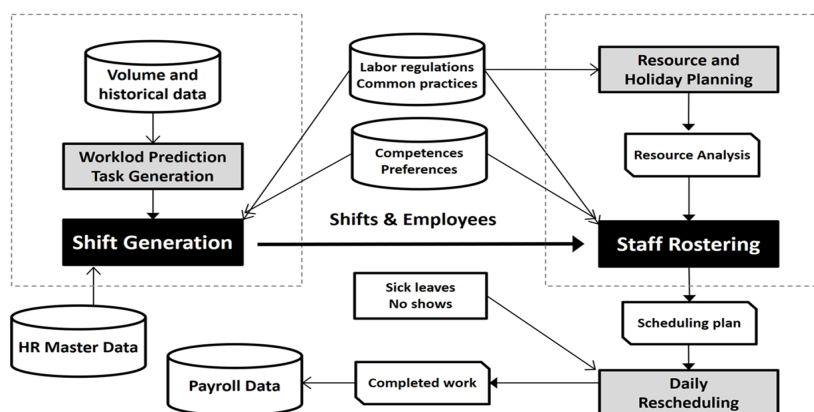 Volume and
historical data
Worklod Prediction
Task Generation
Shift Generation
HR Master Data
Labor regulations
Common practices
Competences
Preferences
Shifts & Employees
Resource and
Holiday Planning
Resource Analysis
Staff Rostering
Sick leaves
No shows
Scheduling plan
Payroll Data
Completed work
Daily
Rescheduling